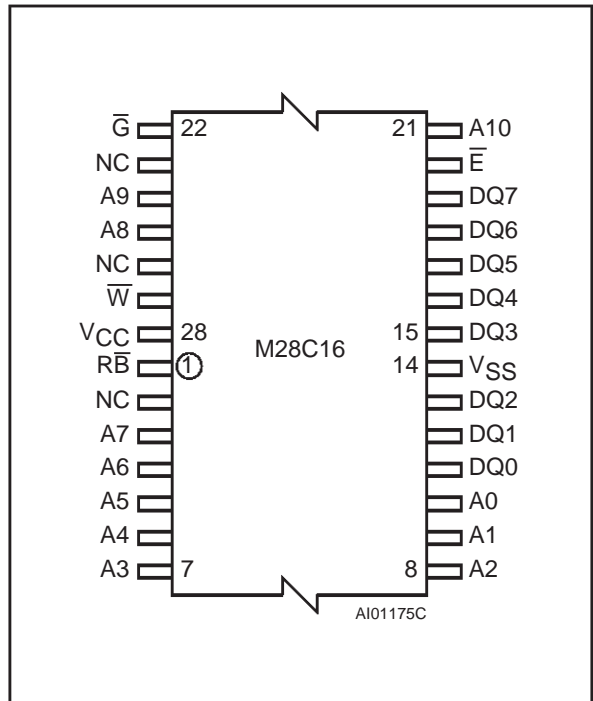 G̅ 22 21 A10
NC E̅
A9 DQ7
A8 DQ6
NC DQ5
W̅ DQ4
VCC 28 15 DQ3
M28C16
RB̅ 1 14 VSS
NC DQ2
A7 DQ1
A6 DQ0
A5 A0
A4 A1
A3 7 8 A2
AI01175C